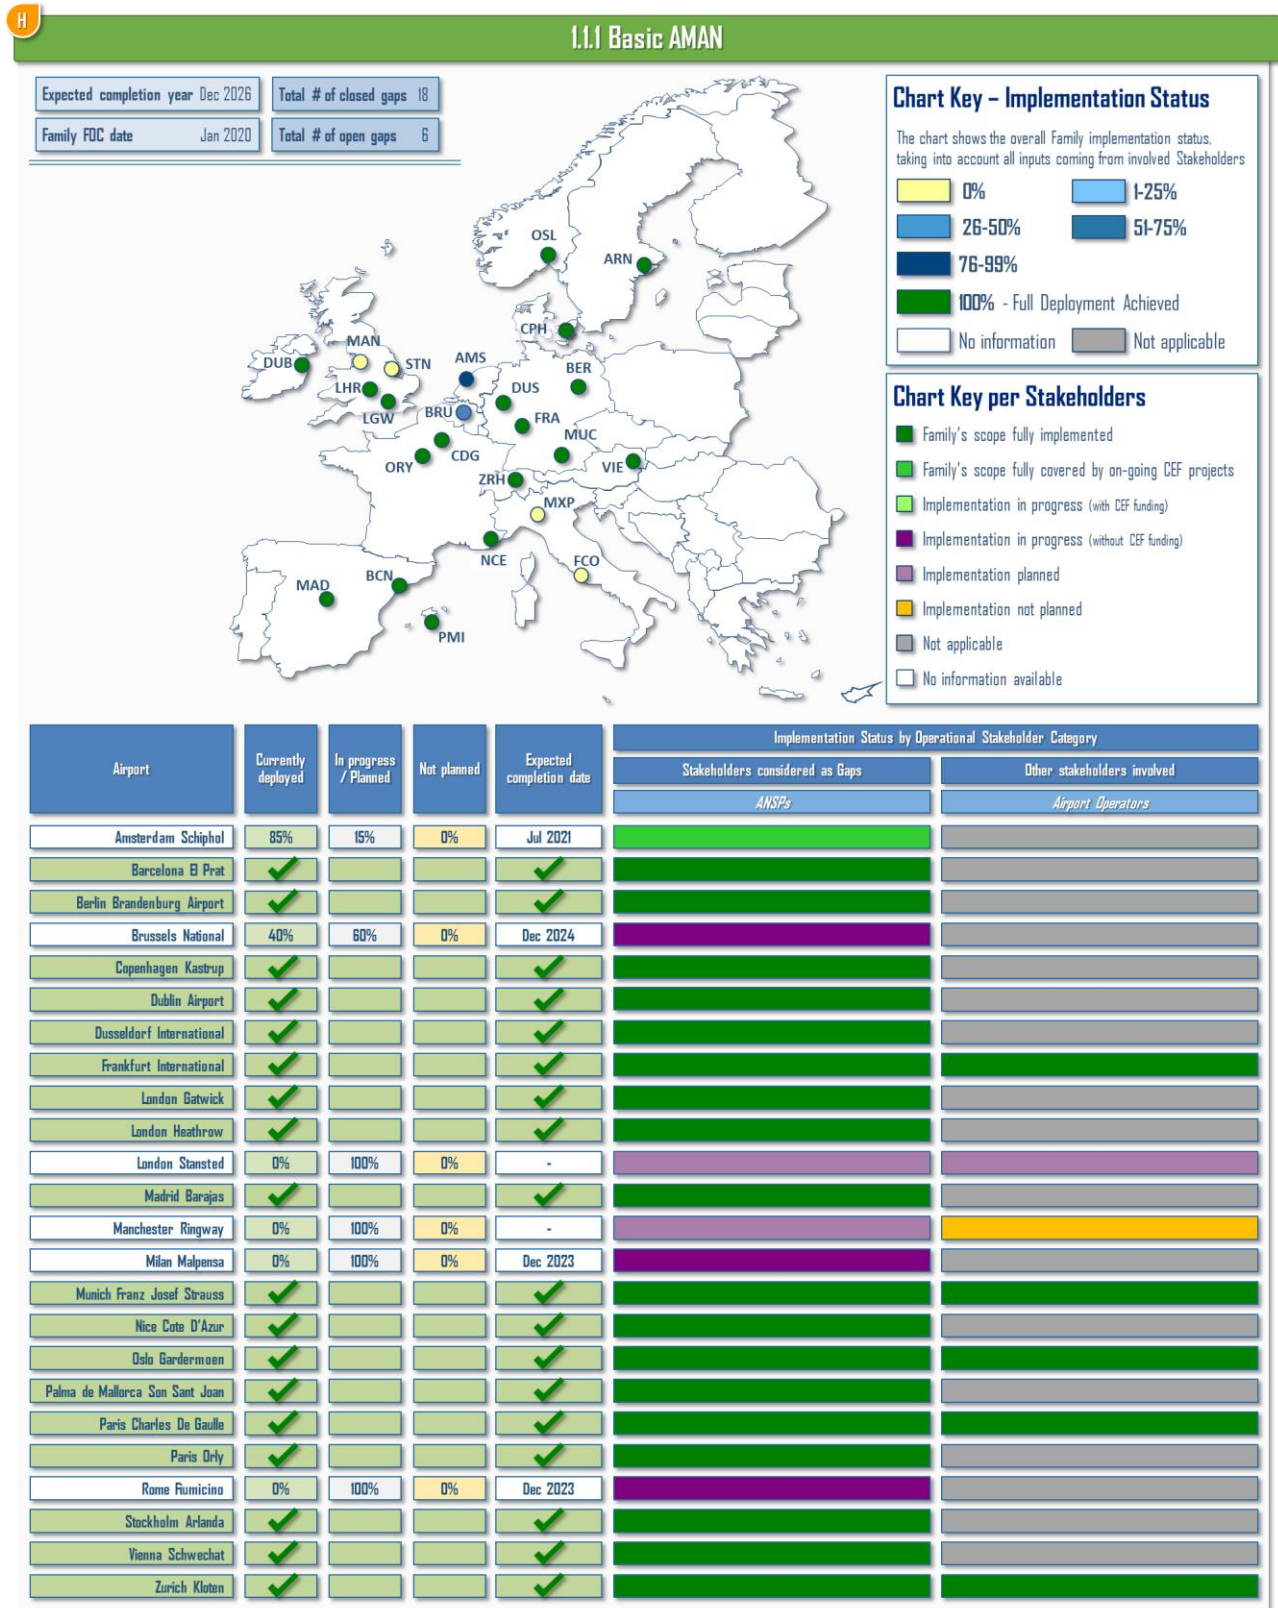 H
1.1.1 Basic AMAN
Expected completion year Dec 2026
Total # of closed gaps 18
Family FOC date Jan 2020
Total # of open gaps 6
Chart Key – Implementation Status
The chart shows the overall Family implementation status,
taking into account all inputs coming from involved Stakeholders
0% 1-25%
26-50% 51-75%
76-99%
100% - Full Deployment Achieved
No information Not applicable
Chart Key per Stakeholders
Family's scope fully implemented
Family's scope fully covered by on-going CEF projects
Implementation in progress (with CEF funding)
Implementation in progress (without CEF funding)
Implementation planned
Implementation not planned
Not applicable
No information available
OSL
ARN
CPH
MAN
DUB
STN
AMS
BER
LHR
DUS
LGW
BRU
FRA
MUC
CDG
ORY
VIE
ZRH
MXP
NCE
FCO
BCN
MAD
PMI
Airport
Currently
deployed
In progress
/ Planned
Not planned
Expected
completion date
Implementation Status by Operational Stakeholder Category
Stakeholders considered as Gaps
Other stakeholders involved
ANSPs
Airport Operators
Amsterdam Schiphol 85% 15% 0% Jul 2021
Barcelona El Prat
Berlin Brandenburg Airport
Brussels National 40% 60% 0% Dec 2024
Copenhagen Kastrup
Dublin Airport
Dusseldorf International
Frankfurt International
London Gatwick
London Heathrow
London Stansted 0% 100% 0% -
Madrid Barajas
Manchester Ringway 0% 100% 0% -
Milan Malpensa 0% 100% 0% Dec 2023
Munich Franz Josef Strauss
Nice Cote D'Azur
Oslo Gardermoen
Palma de Mallorca Son Sant Joan
Paris Charles De Gaulle
Paris Orly
Rome Fiumicino 0% 100% 0% Dec 2023
Stockholm Arlanda
Vienna Schwechat
Zurich Kloten